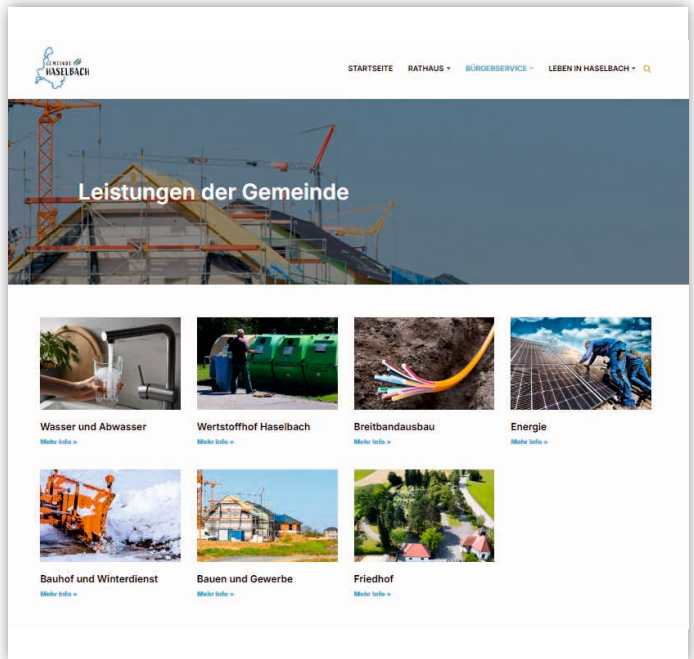 GEMEINDE
HASELBACH
STARTSEITE RATHAUS BÜRGERSERVICE LEBEN IN HASELBACH
Leistungen der Gemeinde
Wasser und Abwasser
Mehr Info »
Wertstoffhof Haselbach
Mehr Info »
Breitbandausbau
Mehr Info »
Energie
Mehr Info »
Bauhof und Winterdienst
Mehr Info »
Bauen und Gewerbe
Mehr Info »
Friedhof
Mehr Info »